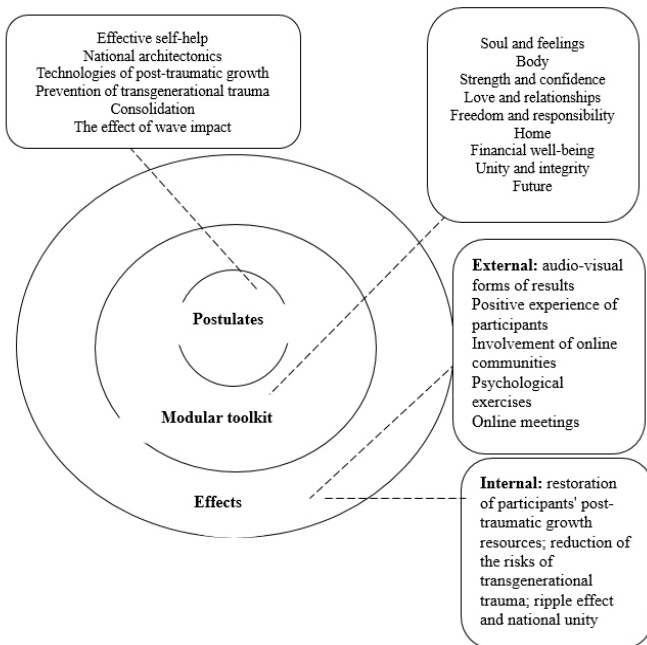 Effective self-help
National architectonics
Technologies of post-traumatic growth
Prevention of transgenerational trauma
Consolidation
The effect of wave impact
Soul and feelings
Body
Strength and confidence
Love and relationships
Freedom and responsibility
Home
Financial well-being
Unity and integrity
Future
External: audio-visual
forms of results
Positive experience of
participants
Involvement of online
communities
Psychological
exercises
Online meetings
Postulates
Modular toolkit
Effects
Internal: restoration
of participants' post-
traumatic growth
resources; reduction of
the risks of
transgenerational
trauma; ripple effect
and national unity